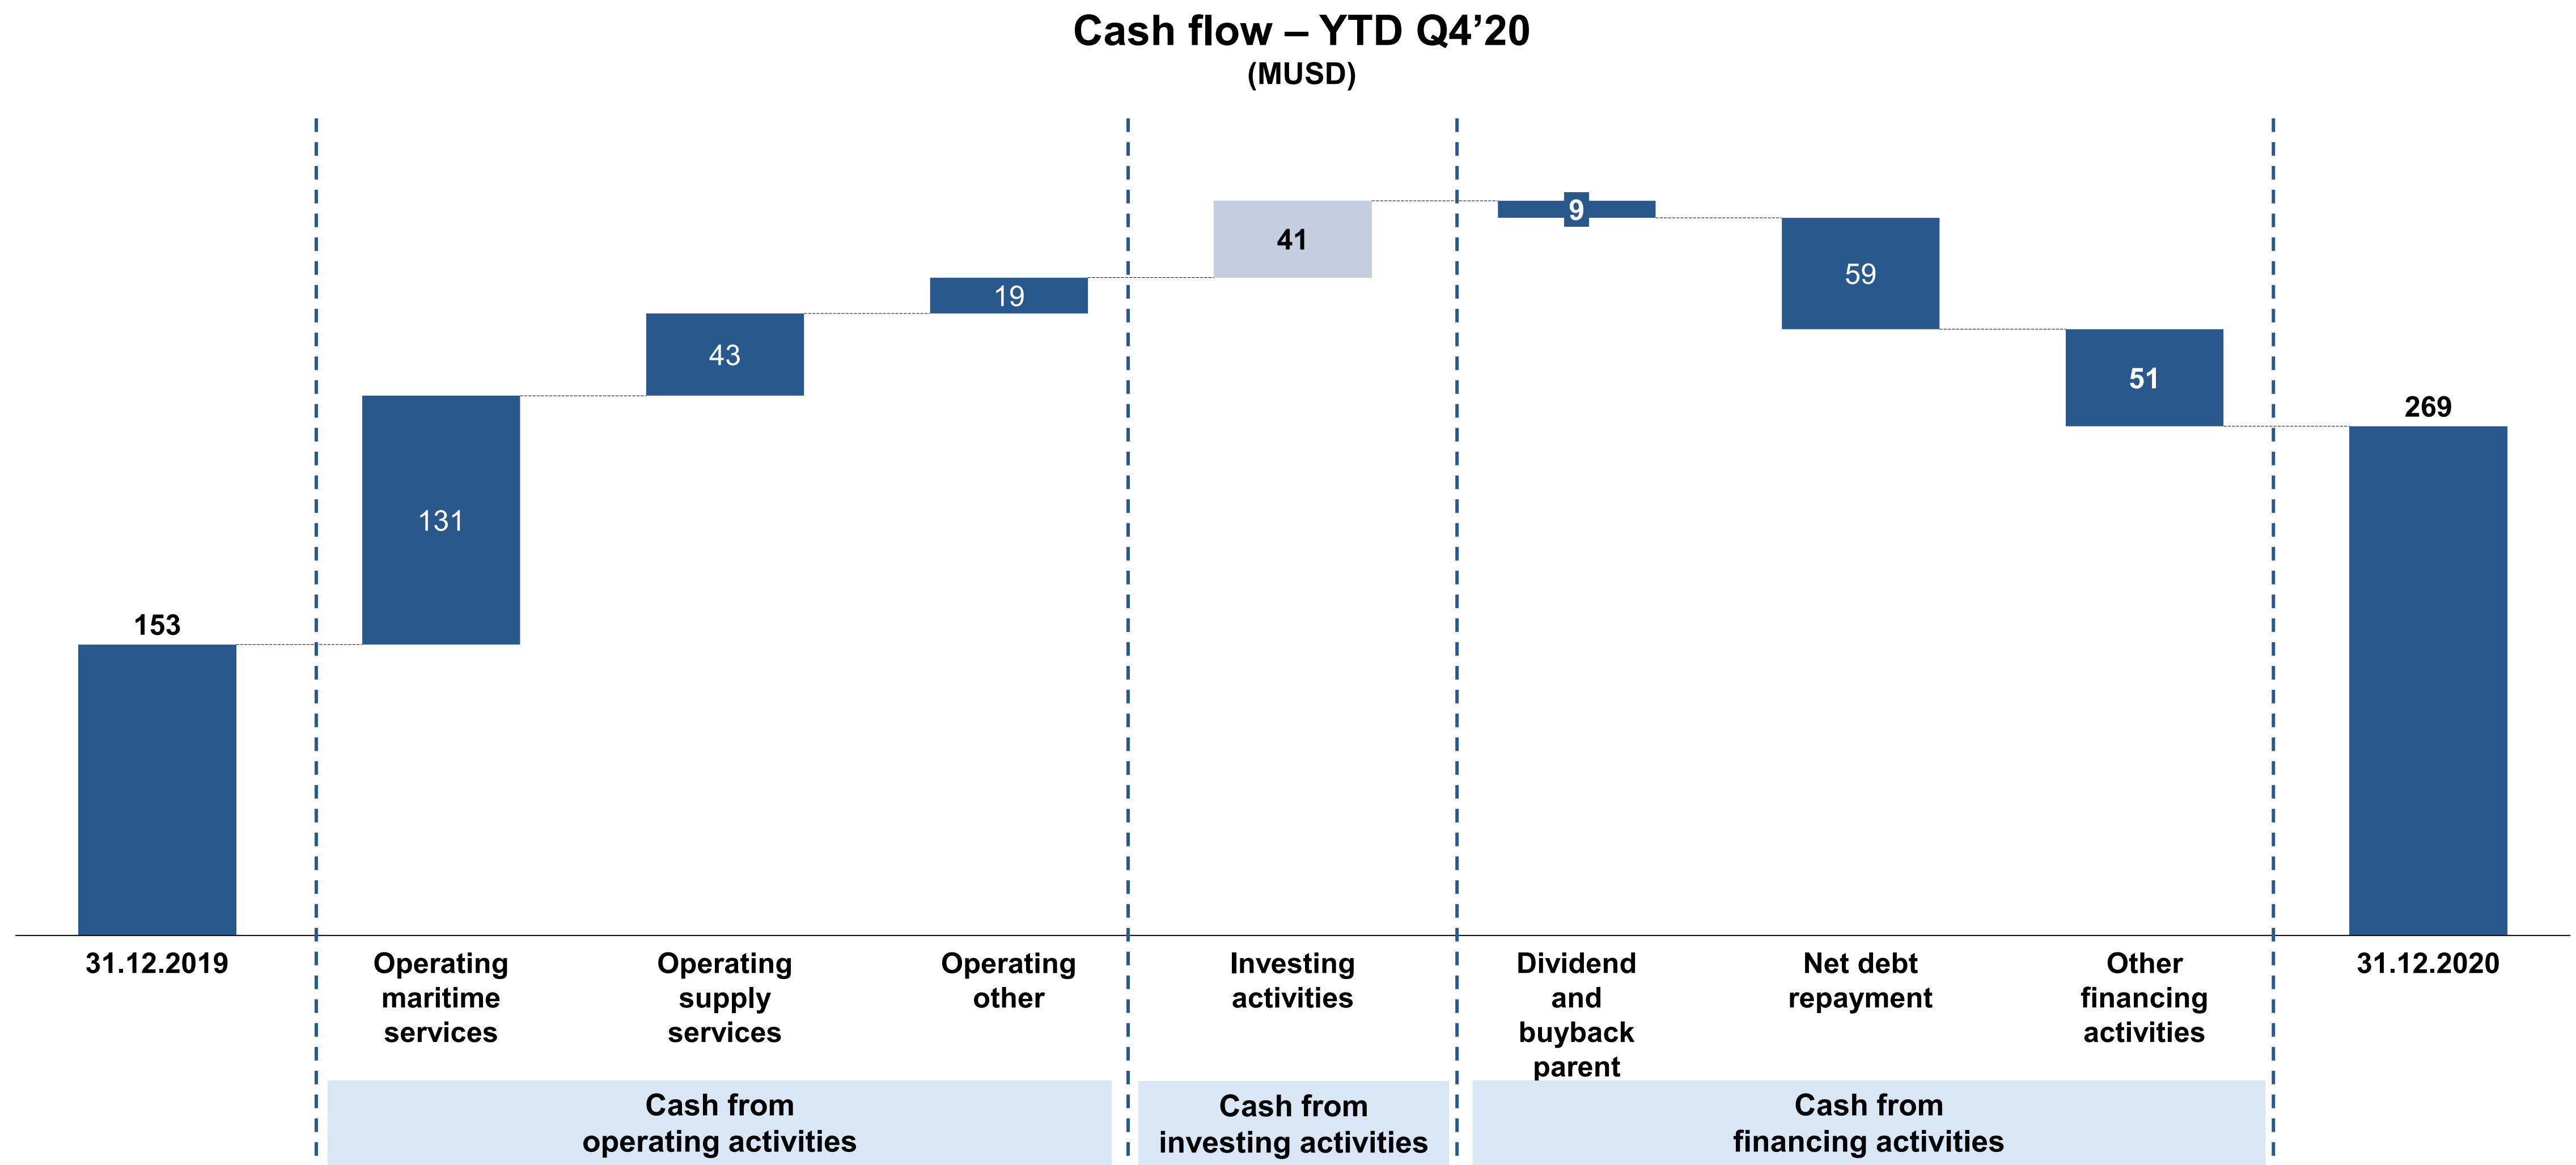 Cash flow – YTD Q4’20
(MUSD)
153
131
43
19
41
9
59
51
269
31.12.2019
Operating
maritime
services
Operating
supply
services
Operating
other
Investing
activities
Dividend
and
buyback
parent
Net debt
repayment
Other
financing
activities
31.12.2020
Cash from
operating activities
Cash from
investing activities
Cash from
financing activities